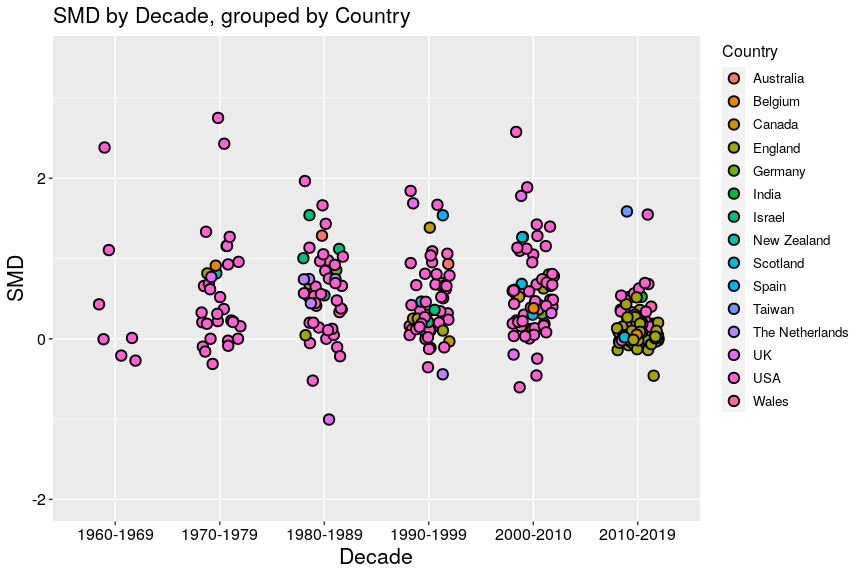 SMD by Decade, grouped by Country
Country
Australia
Belgium
Canada
England
Germany
India
Israel
New Zealand
Scotland
Spain
Taiwan
The Netherlands
UK
USA
Wales
SMD
2
0
-2
1960-1969 1970-1979 1980-1989 1990-1999 2000-2010 2010-2019
Decade